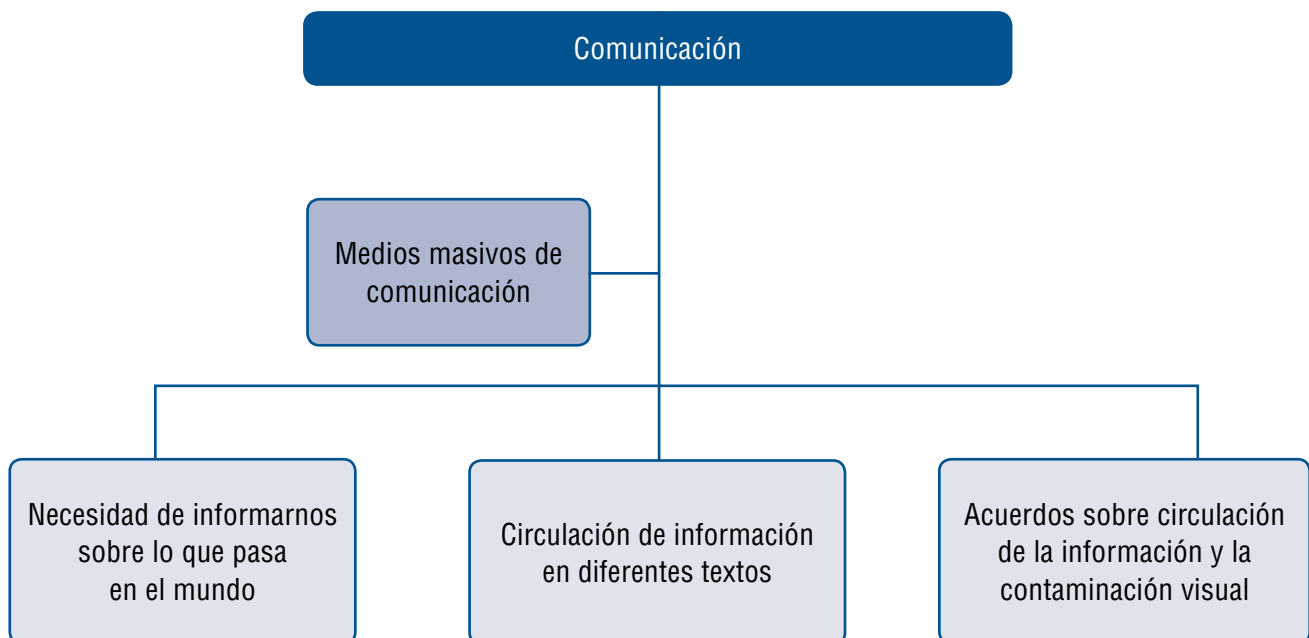 Comunicación
Medios masivos de
comunicación
Necesidad de informarnos
sobre lo que pasa
en el mundo
Circulación de información
en diferentes textos
Acuerdos sobre circulación
de la información y la
contaminación visual